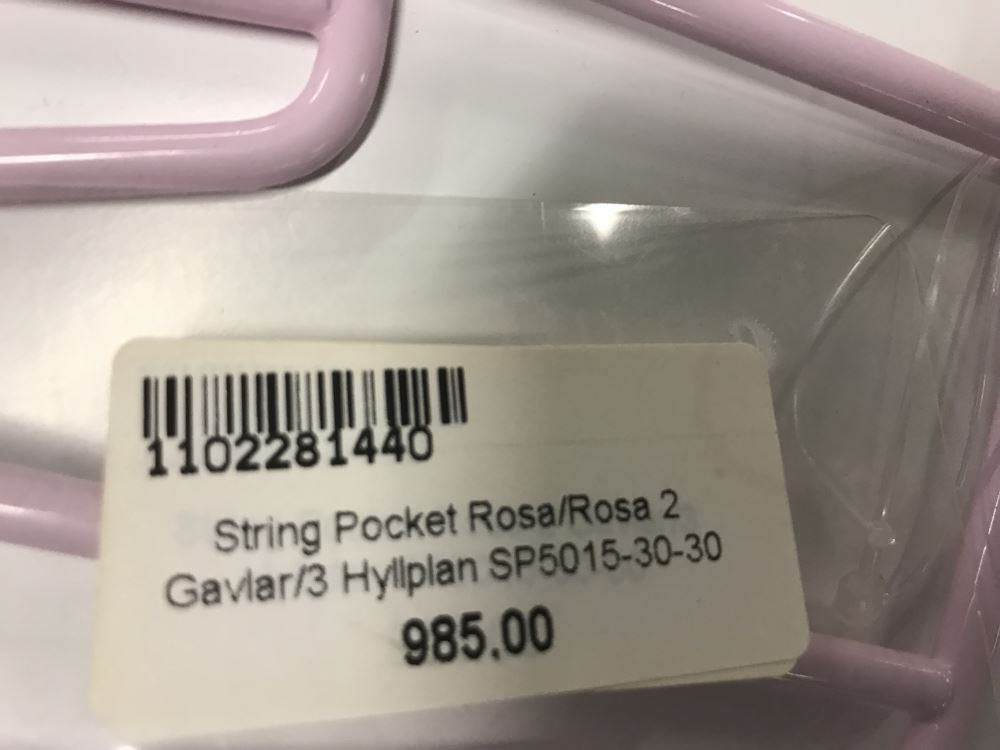 1102281440
String Pocket Rosa/Rosa 2
Gavlar/3 Hyllplan SP5015-30-30
985.00